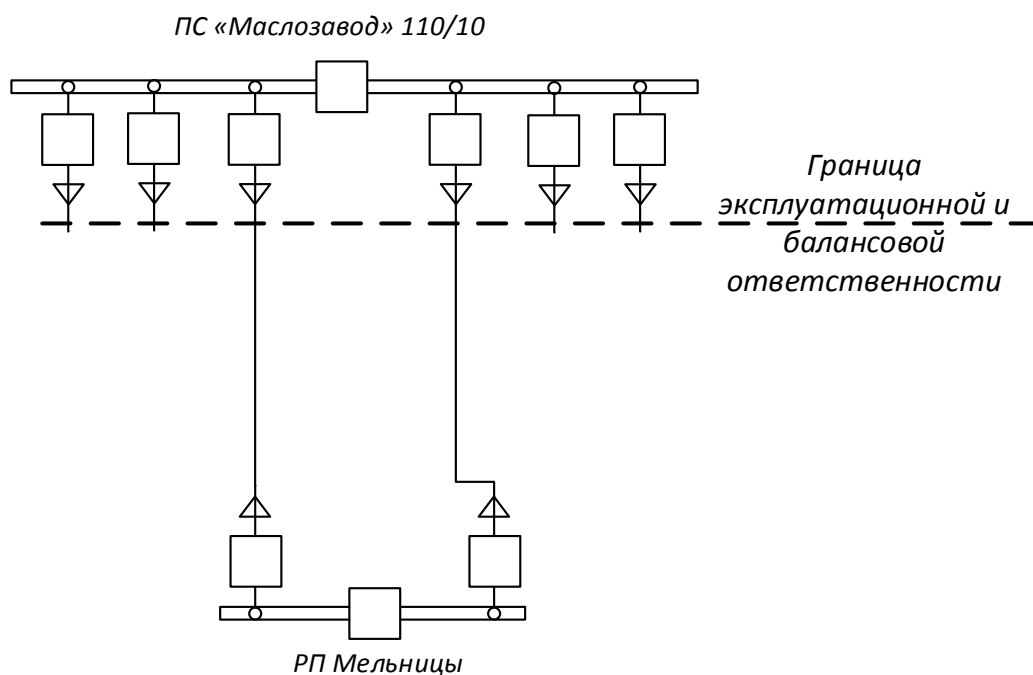 ПС «Маслозавод» 110/10
Граница
эксплуатационной и
балансовой
ответственности
РП Мельницы